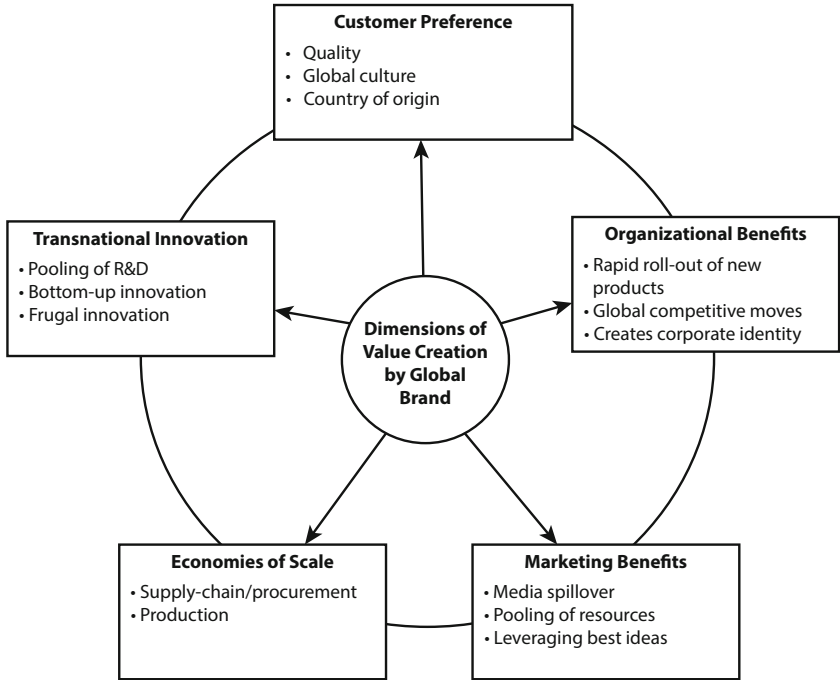 Customer Preference
• Quality
• Global culture
• Country of origin
Transnational Innovation
• Pooling of R&D
• Bottom-up innovation
• Frugal innovation
Organizational Benefits
• Rapid roll-out of new
products
• Global competitive moves
• Creates corporate identity
Dimensions of
Value Creation
by Global
Brand
Economies of Scale
• Supply-chain/procurement
• Production
Marketing Benefits
• Media spillover
• Pooling of resources
• Leveraging best ideas